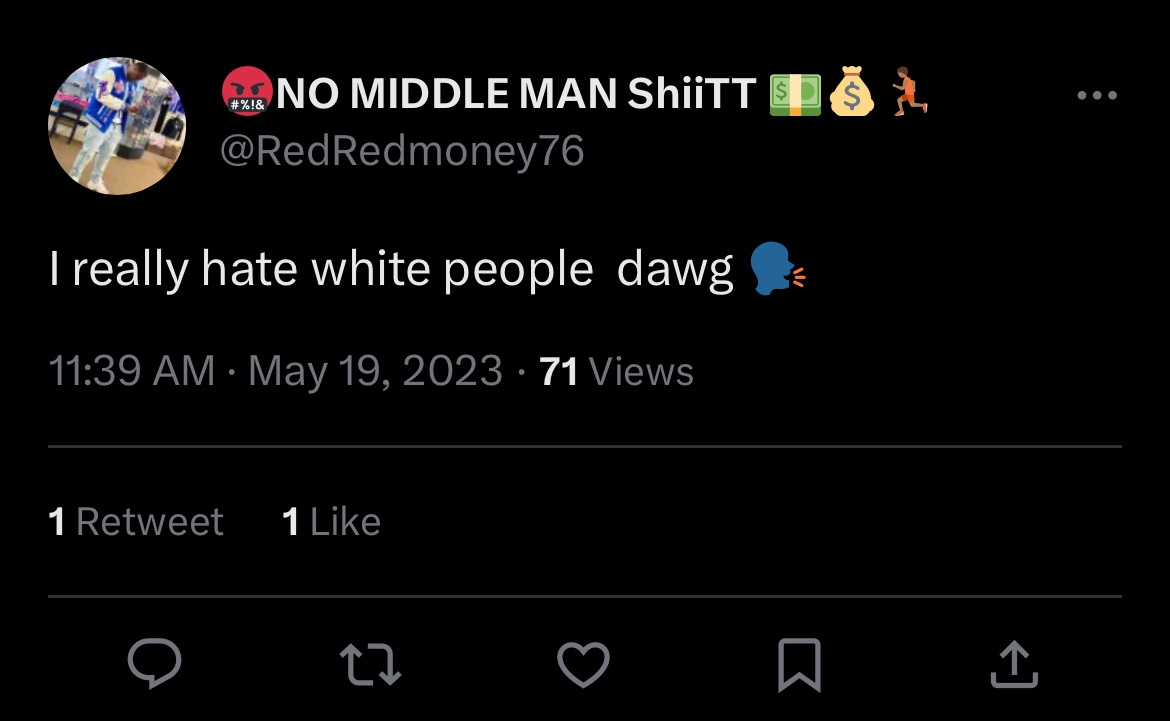 🤬NO MIDDLE MAN ShiiTT 💵💰🏃🏾
@RedRedmoney76
I really hate white people  dawg 🗣️
11:39 AM · May 19, 2023 · 71 Views
1 Retweet 1 Like